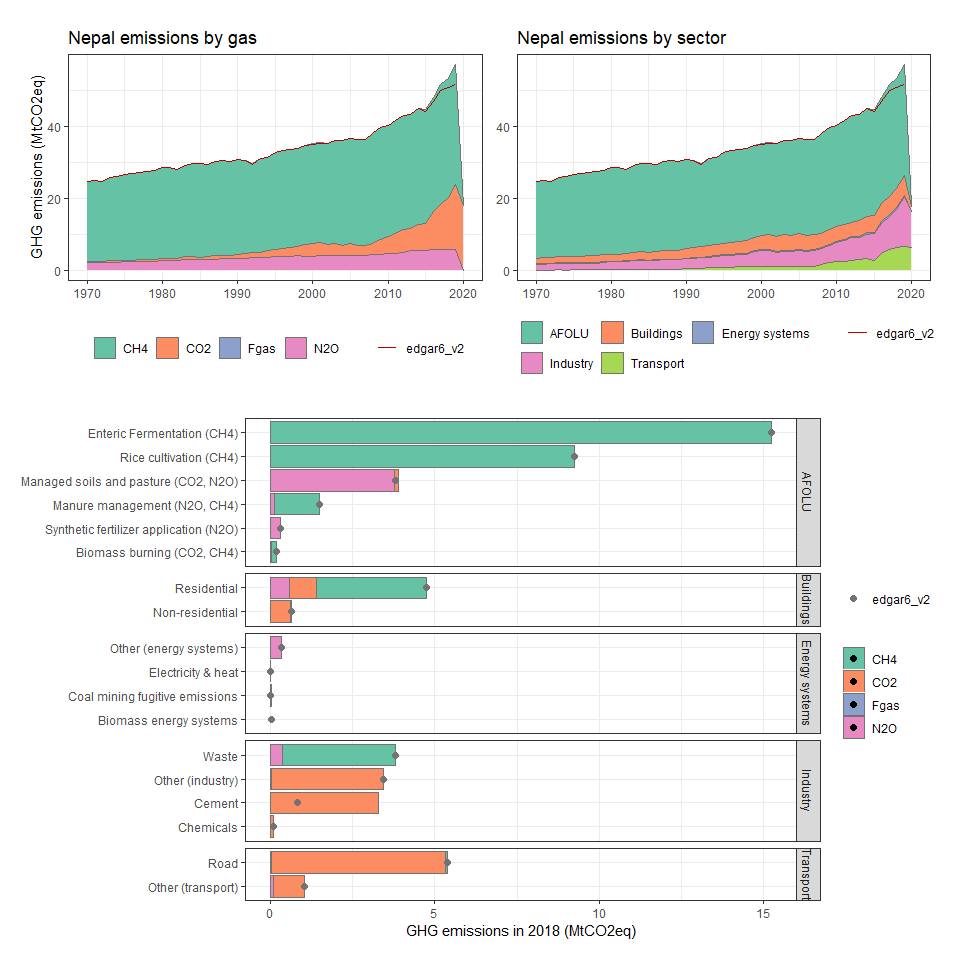 Nepal emissions by gas
Nepal emissions by sector
GHG emissions (MtCO2eq)
40
20
0
1970 1980 1990 2000 2010 2020
40
20
0
1970 1980 1990 2000 2010 2020
CH4 CO2 Fgas N2O edgar6_v2
AFOLU Buildings Energy systems edgar6_v2
Industry Transport
Enteric Fermentation (CH4)
Rice cultivation (CH4)
Managed soils and pasture (CO2, N2O)
Manure management (N2O, CH4)
Synthetic fertilizer application (N2O)
Biomass burning (CO2, CH4)
AFOLU
Residential
Non-residential
Buildings
Other (energy systems)
Electricity & heat
Coal mining fugitive emissions
Biomass energy systems
Energy systems
Waste
Other (industry)
Cement
Chemicals
Industry
Road
Other (transport)
Transport
0 5 10 15
GHG emissions in 2018 (MtCO2eq)
edgar6_v2
CH4
CO2
Fgas
N2O